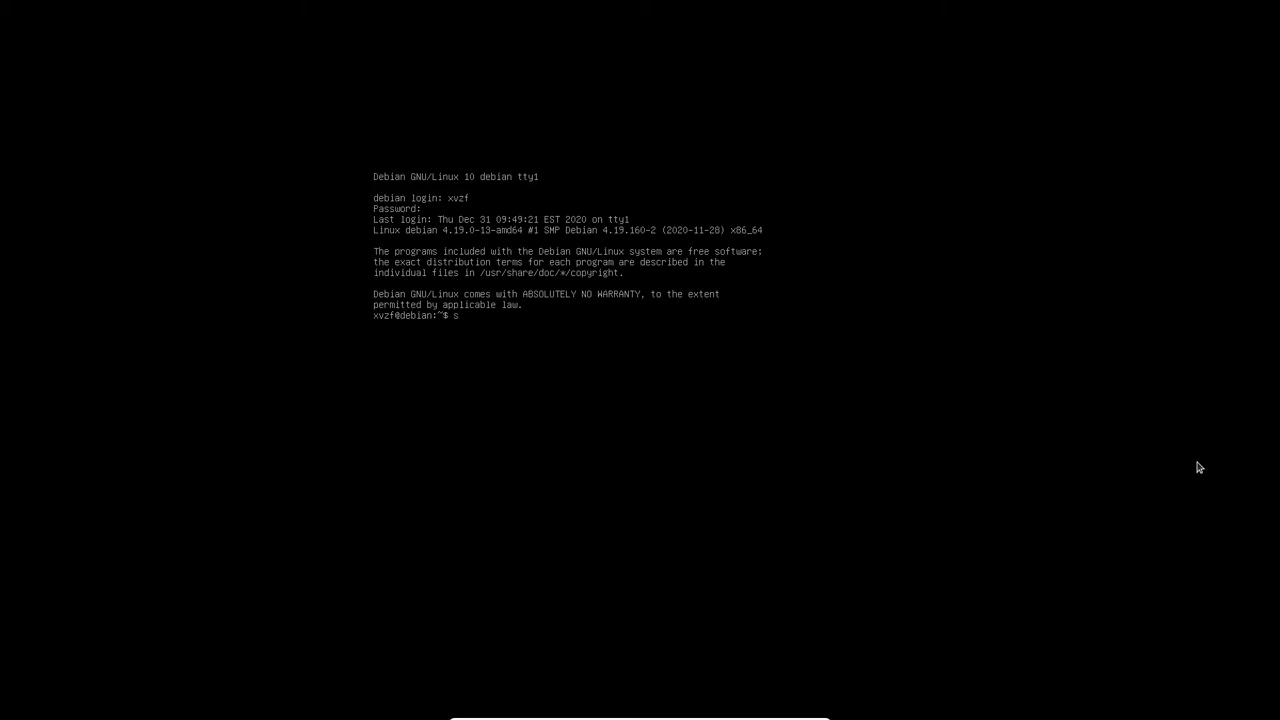 Debian GNU/Linux 10 debian tty1
debian login: xvzf
Password:
Last login: Thu Dec 31 09:49:21 EST 2020 on tty1
Linux debian 4.19.0-13-amd64 #1 SMP Debian 4.19.160-2 (2020-11-28) x86_64
The programs included with the Debian GNU/Linux system are free software;
the exact distribution terms for each program are described in the
individual files in /usr/share/doc/*/copyright.
Debian GNU/Linux comes with ABSOLUTELY NO WARRANTY, to the extent
permitted by applicable law.
xvzf@debian:~$ s